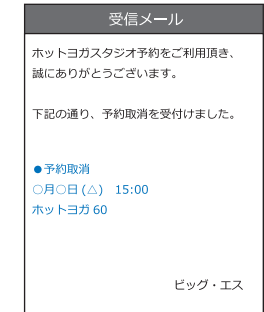 受信メール
ホットヨガスタジオ予約をご利用頂き、
誠にありがとうございます。
下記の通り、予約取消を受付けました。
●予約取消
○月○日(△) 15:00
ホットヨガ 60
ビッグ・エス